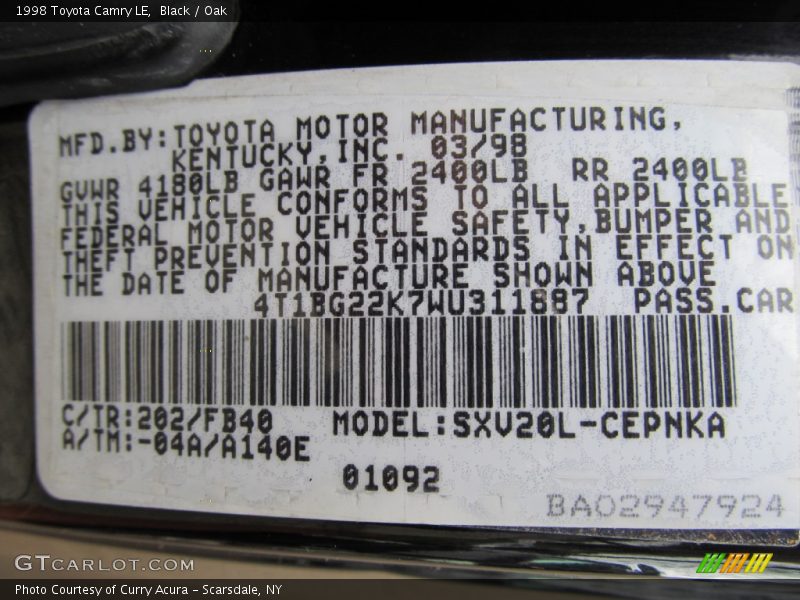 1998 Toyota Camry LE, Black / Oak
MFD.BY:TOYOTA MOTOR MANUFACTURING,
KENTUCKY,INC. 03/98
GVWR 4180LB GAWR FR 2400LB RR 2400LB
THIS VEHICLE CONFORMS TO ALL APPLICABLE
FEDERAL MOTOR VEHICLE SAFETY,BUMPER AND
THEFT PREVENTION STANDARDS IN EFFECT ON
THE DATE OF MANUFACTURE SHOWN ABOVE
4T1BG22K7WU311887 PASS.CAR
C/TR:202/FB40 MODEL:SXV20L-CEPNKA
A/TM:-04A/A140E
01092
BA02947924
GTCARLOT.COM
Photo Courtesy of Curry Acura - Scarsdale, NY